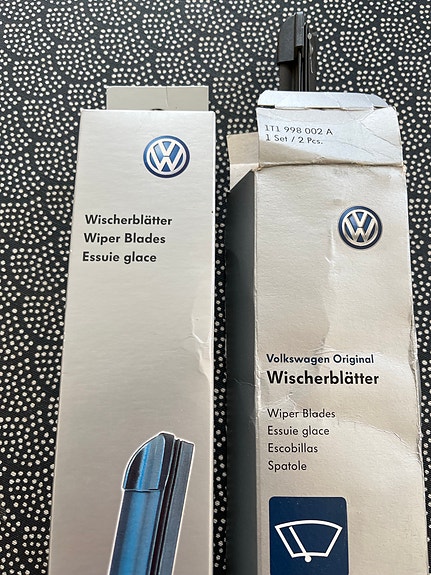 Wischerblätter
Wiper Blades
Essuie glace
1T1 998 002 A
1 Set / 2 Pcs.
Volkswagen Original
Wischerblätter
Wiper Blades
Essuie glace
Escobillas
Spatole